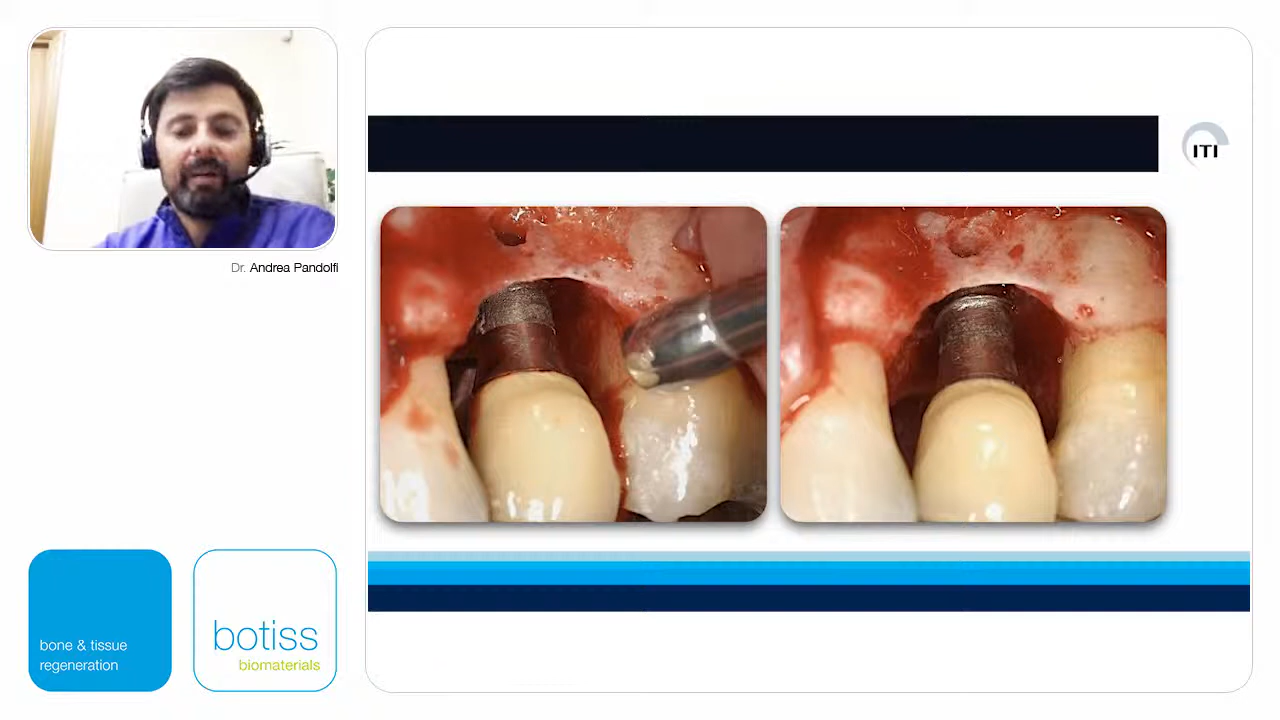 Dr. Andrea Pandolfi
ITI
bone & tissue
regeneration
botiss
biomaterials